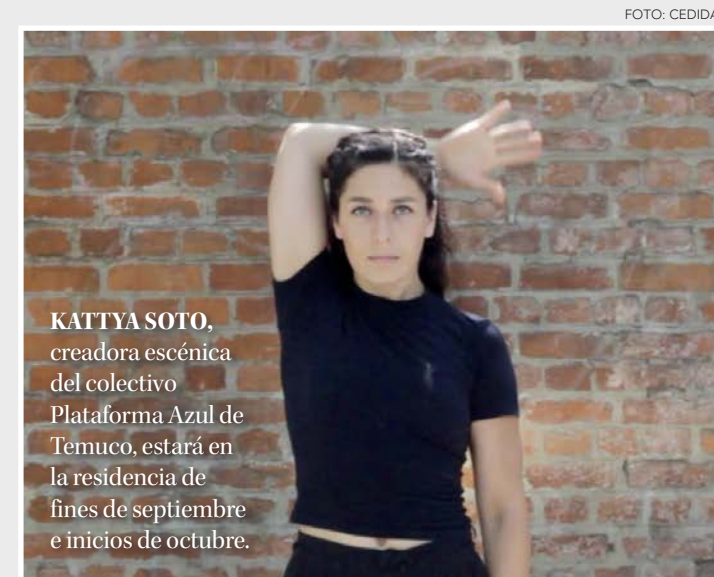 FOTO: CEDIDA
KATTYA SOTO,
creadora escénica
del colectivo
Plataforma Azul de
Temuco, estará en
la residencia de
fines de septiembre
e inicios de octubre.